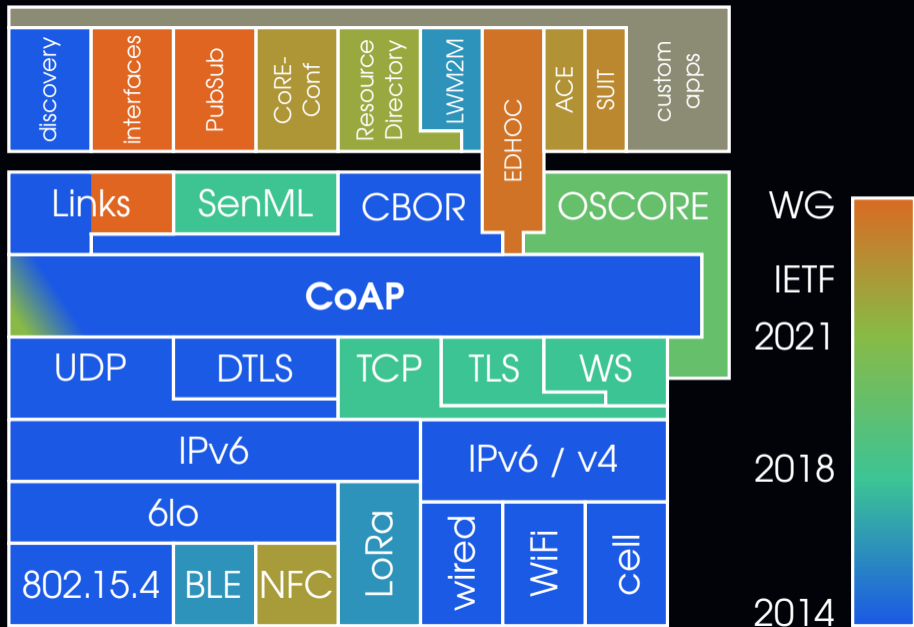 discovery
interfaces
PubSub
CoRE-
Conf
Resource
Directory
LWM2M
EDHOC
ACE
SUIT
custom
apps
Links
SenML
CBOR
OSCORE
CoAP
UDP
DTLS
TCP
TLS
WS
IPv6
IPv6 / v4
6lo
LoRa
wired
WiFi
cell
802.15.4
BLE
NFC
WG
IETF
2021
2018
2014